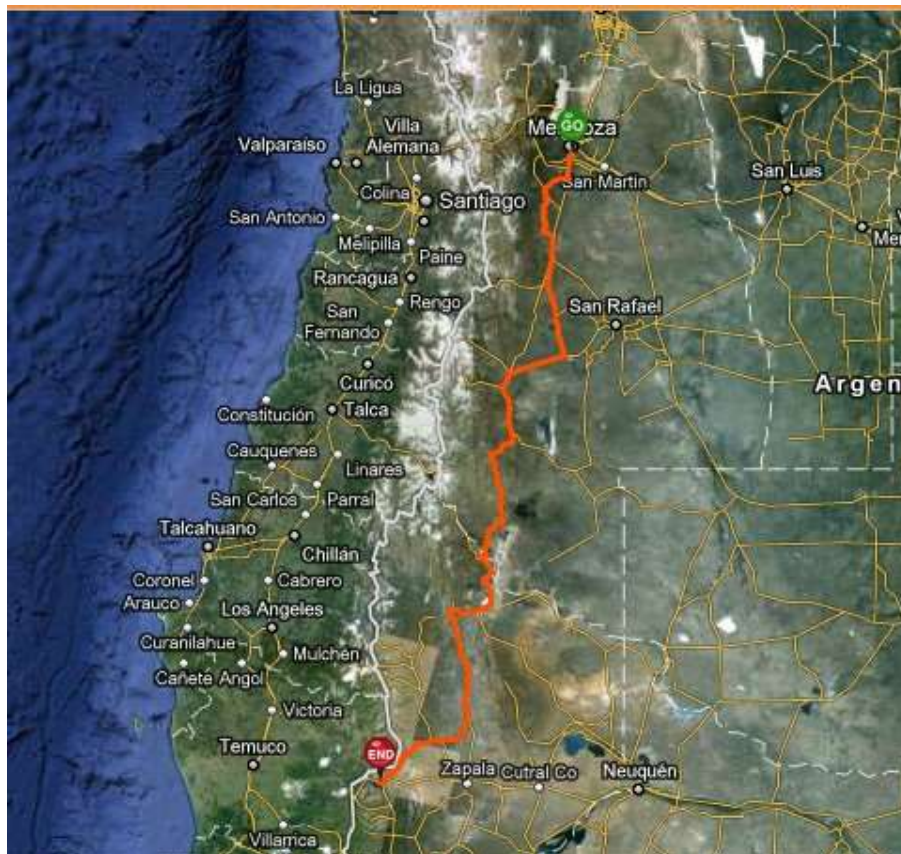 La Ligua
Villa
Alemana
Valparaíso
Mendoza
GO
San Martín
San Luis
Colina
Santiago
San Antonio
Melipilla
Paine
Rancagua
Rengo
San
Fernando
San Rafael
Curicó
Argen
Constitución
Talca
Cauquenes
Linares
San Carlos
Parral
Talcahuano
Chillán
Coronel
Cabrero
Arauco
Los Angeles
Curanilahue
Mulchén
Cañete
Angol
Victoria
Temuco
END
Zapala
Cutral Co
Neuquén
Villarrica